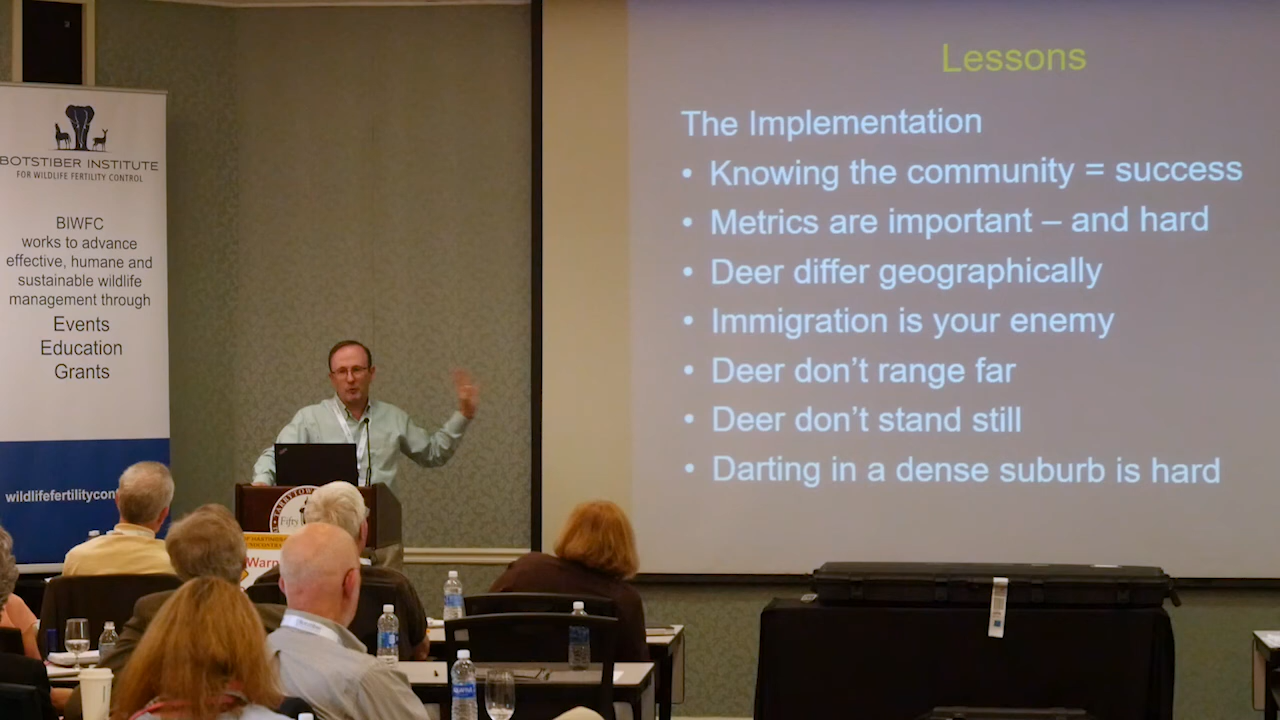 BOTSTIBER INSTITUTE
FOR WILDLIFE FERTILITY CONTROL
BIWFC
works to advance
effective, humane and
sustainable wildlife
management through
Events
Education
Grants
Lessons
The Implementation
• Knowing the community = success
• Metrics are important – and hard
• Deer differ geographically
• Immigration is your enemy
• Deer don't range far
• Deer don't stand still
• Darting in a dense suburb is hard